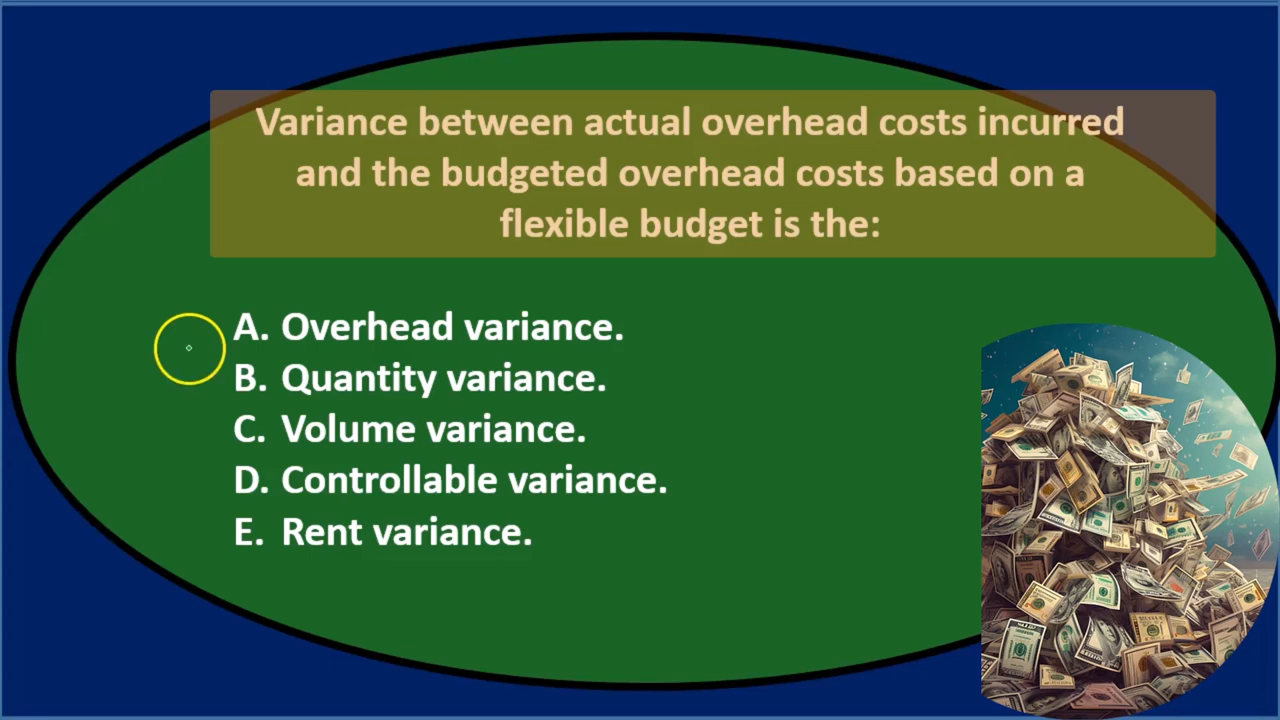 Variance between actual overhead costs incurred
and the budgeted overhead costs based on a
flexible budget is the:
A. Overhead variance.
B. Quantity variance.
C. Volume variance.
D. Controllable variance.
E. Rent variance.